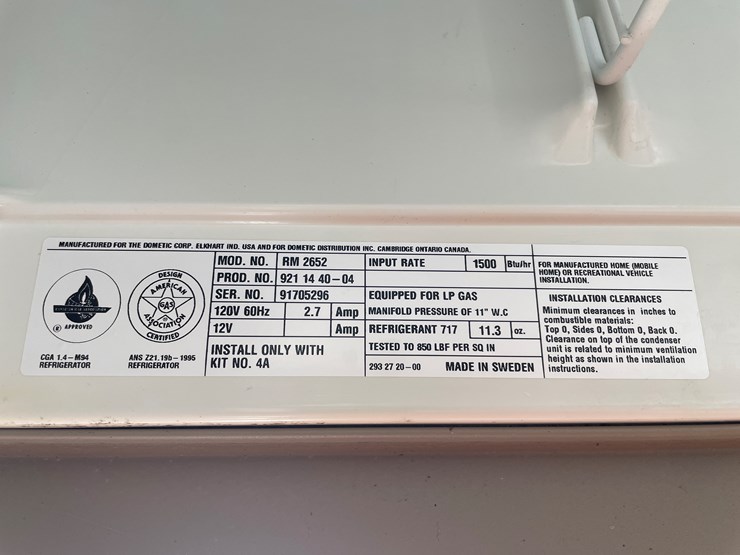 MANUFACTURED FOR THE DOMETIC CORP. ELKHART IND. USA AND FOR DOMETIC DISTRIBUTION INC. CAMBRIDGE ONTARIO CANADA.
® APPROVED
CGA 1.4–M94
REFRIGERATOR
DESIGN
AMERICAN
GAS
ASSOCIATION
CERTIFIED
ANS Z21.19b–1995
REFRIGERATOR
MOD. NO. RM 2652
PROD. NO. 921 14 40–04
SER. NO. 91705296
120V 60Hz 2.7 Amp
12V Amp
INSTALL ONLY WITH
KIT NO. 4A
INPUT RATE 1500 Btu/hr
EQUIPPED FOR LP GAS
MANIFOLD PRESSURE OF 11" W.C
REFRIGERANT 717 11.3 oz.
TESTED TO 850 LBF PER SQ IN
293 27 20–00 MADE IN SWEDEN
FOR MANUFACTURED HOME (MOBILE
HOME) OR RECREATIONAL VEHICLE
INSTALLATION.
INSTALLATION CLEARANCES
Minimum clearances in inches to
combustible materials:
Top 0, Sides 0, Bottom 0, Back 0.
Clearance on top of the condenser
unit is related to minimum ventilation
height as shown in the installation
instructions.